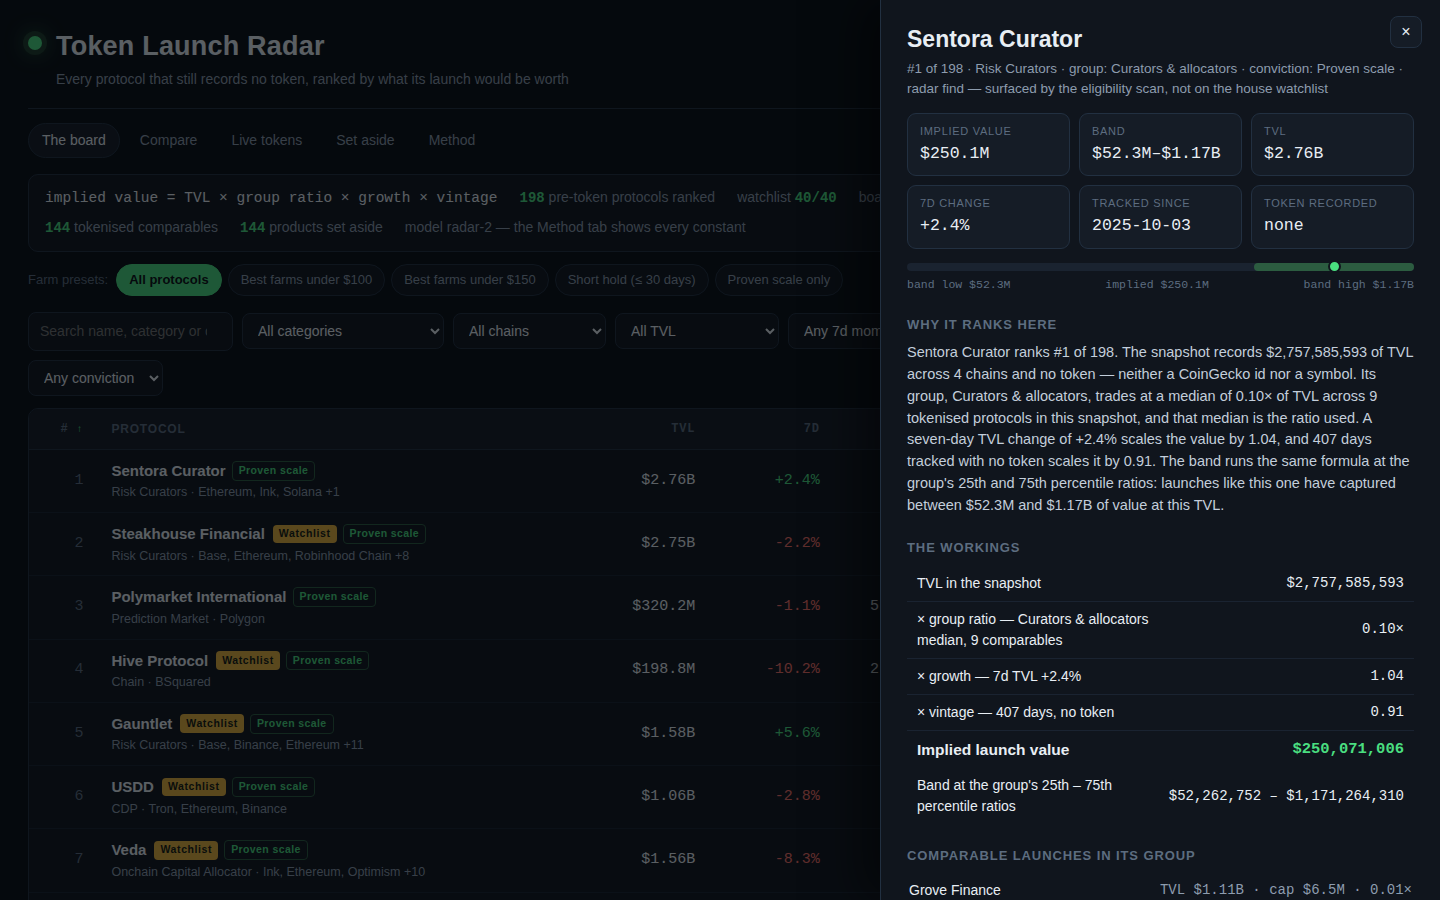 Token Launch Radar
Every protocol that still records no token, ranked by what its launch would be worth
The board Compare Live tokens Set aside Method
implied value = TVL × group ratio × growth × vintage 198 pre-token protocols ranked watchlist 40/40
144 tokenised comparables 144 products set aside model radar-2 — the Method tab shows every constant
Farm presets: All protocols Best farms under $100 Best farms under $150 Short hold (≤ 30 days) Proven scale only
Search name, category or All categories All chains All TVL Any 7d mom
Any conviction
# ↑ PROTOCOL TVL 7D
1 Sentora Curator Proven scale $2.76B +2.4%
Risk Curators · Ethereum, Ink, Solana +1
2 Steakhouse Financial Watchlist Proven scale $2.75B -2.2%
Risk Curators · Base, Ethereum, Robinhood Chain +8
3 Polymarket International Proven scale $320.2M -1.1% 5
Prediction Market · Polygon
4 Hive Protocol Watchlist Proven scale $198.8M -10.2% 2
Chain · BSquared
5 Gauntlet Watchlist Proven scale $1.58B +5.6%
Risk Curators · Base, Binance, Ethereum +11
6 USDD Watchlist Proven scale $1.06B -2.8%
CDP · Tron, Ethereum, Binance
7 Veda Watchlist Proven scale $1.56B -8.3%
Onchain Capital Allocator · Ink, Ethereum, Optimism +10
Sentora Curator ×
#1 of 198 · Risk Curators · group: Curators & allocators · conviction: Proven scale ·
radar find — surfaced by the eligibility scan, not on the house watchlist
IMPLIED VALUE BAND TVL
$250.1M $52.3M–$1.17B $2.76B
7D CHANGE TRACKED SINCE TOKEN RECORDED
+2.4% 2025-10-03 none
band low $52.3M implied $250.1M band high $1.17B
WHY IT RANKS HERE
Sentora Curator ranks #1 of 198. The snapshot records $2,757,585,593 of TVL
across 4 chains and no token — neither a CoinGecko id nor a symbol. Its
group, Curators & allocators, trades at a median of 0.10× of TVL across 9
tokenised protocols in this snapshot, and that median is the ratio used. A
seven-day TVL change of +2.4% scales the value by 1.04, and 407 days
tracked with no token scales it by 0.91. The band runs the same formula at the
group's 25th and 75th percentile ratios: launches like this one have captured
between $52.3M and $1.17B of value at this TVL.
THE WORKINGS
TVL in the snapshot $2,757,585,593
× group ratio — Curators & allocators
median, 9 comparables 0.10×
× growth — 7d TVL +2.4% 1.04
× vintage — 407 days, no token 0.91
Implied launch value $250,071,006
Band at the group's 25th – 75th
percentile ratios $52,262,752 – $1,171,264,310
COMPARABLE LAUNCHES IN ITS GROUP
Grove Finance TVL $1.11B · cap $6.5M · 0.01×